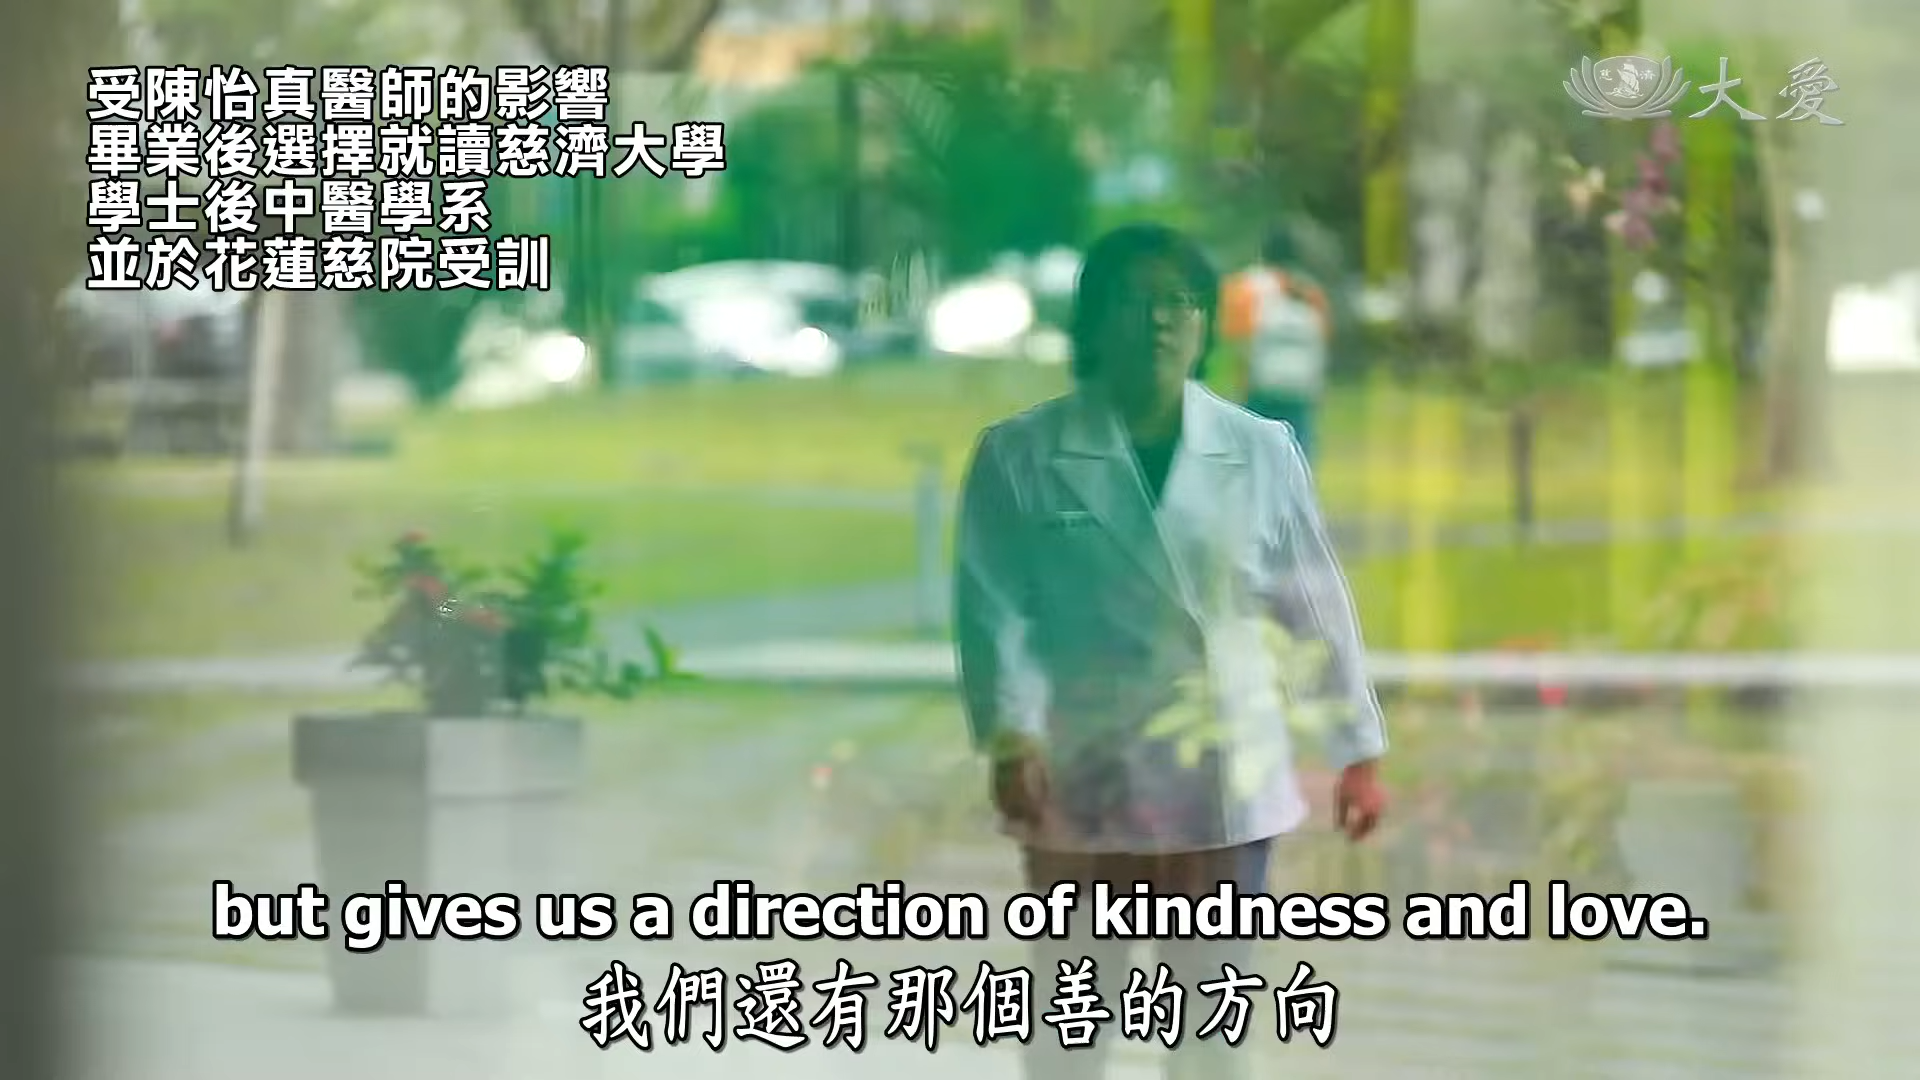 受陳怡真醫師的影響
畢業後選擇就讀慈濟大學
學士後中醫學系
並於花蓮慈院受訓
慈濟 大愛
but gives us a direction of kindness and love.
我們還有那個善的方向